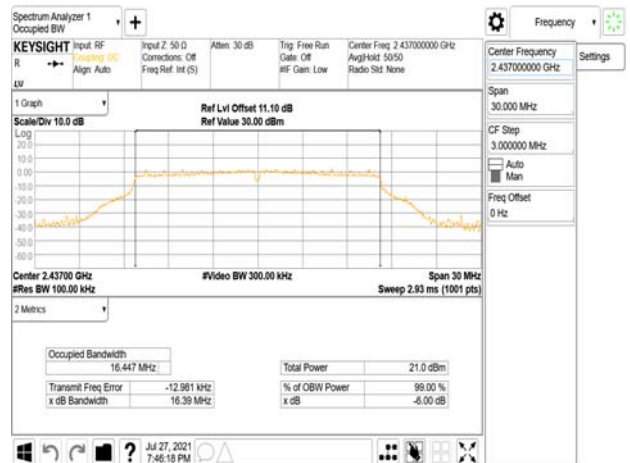 Spectrum Analyzer 1
Occupied BW
Frequency
KEYSIGHT
R
Input: RF
Coupling: DC
Align: Auto
Input Z: 50 Ω
Corrections: Off
Freq Ref: Int (S)
Atten: 30 dB
Trig: Free Run
Gate: Off
#IF Gain: Low
Center Freq: 2.437000000 GHz
Avg|Hold: 50/50
Radio Std: None
Center Frequency
2.437000000 GHz
Settings
Span
30.000 MHz
CF Step
3.000000 MHz
Auto
Man
Freq Offset
0 Hz
1 Graph
Scale/Div 10.0 dB
Ref Lvl Offset 11.10 dB
Ref Value 30.00 dBm
Log
20.0
10.0
0.00
-10.0
-20.0
-30.0
-40.0
-50.0
-60.0
Center 2.43700 GHz
#Res BW 100.00 kHz
#Video BW 300.00 kHz
Span 30 MHz
Sweep 2.93 ms (1001 pts)
2 Metrics
Occupied Bandwidth
16.447 MHz
Total Power 21.0 dBm
Transmit Freq Error -12.981 kHz
% of OBW Power 99.00 %
x dB Bandwidth 16.39 MHz
x dB -6.00 dB
?
Jul 27, 2021
7:46:18 PM